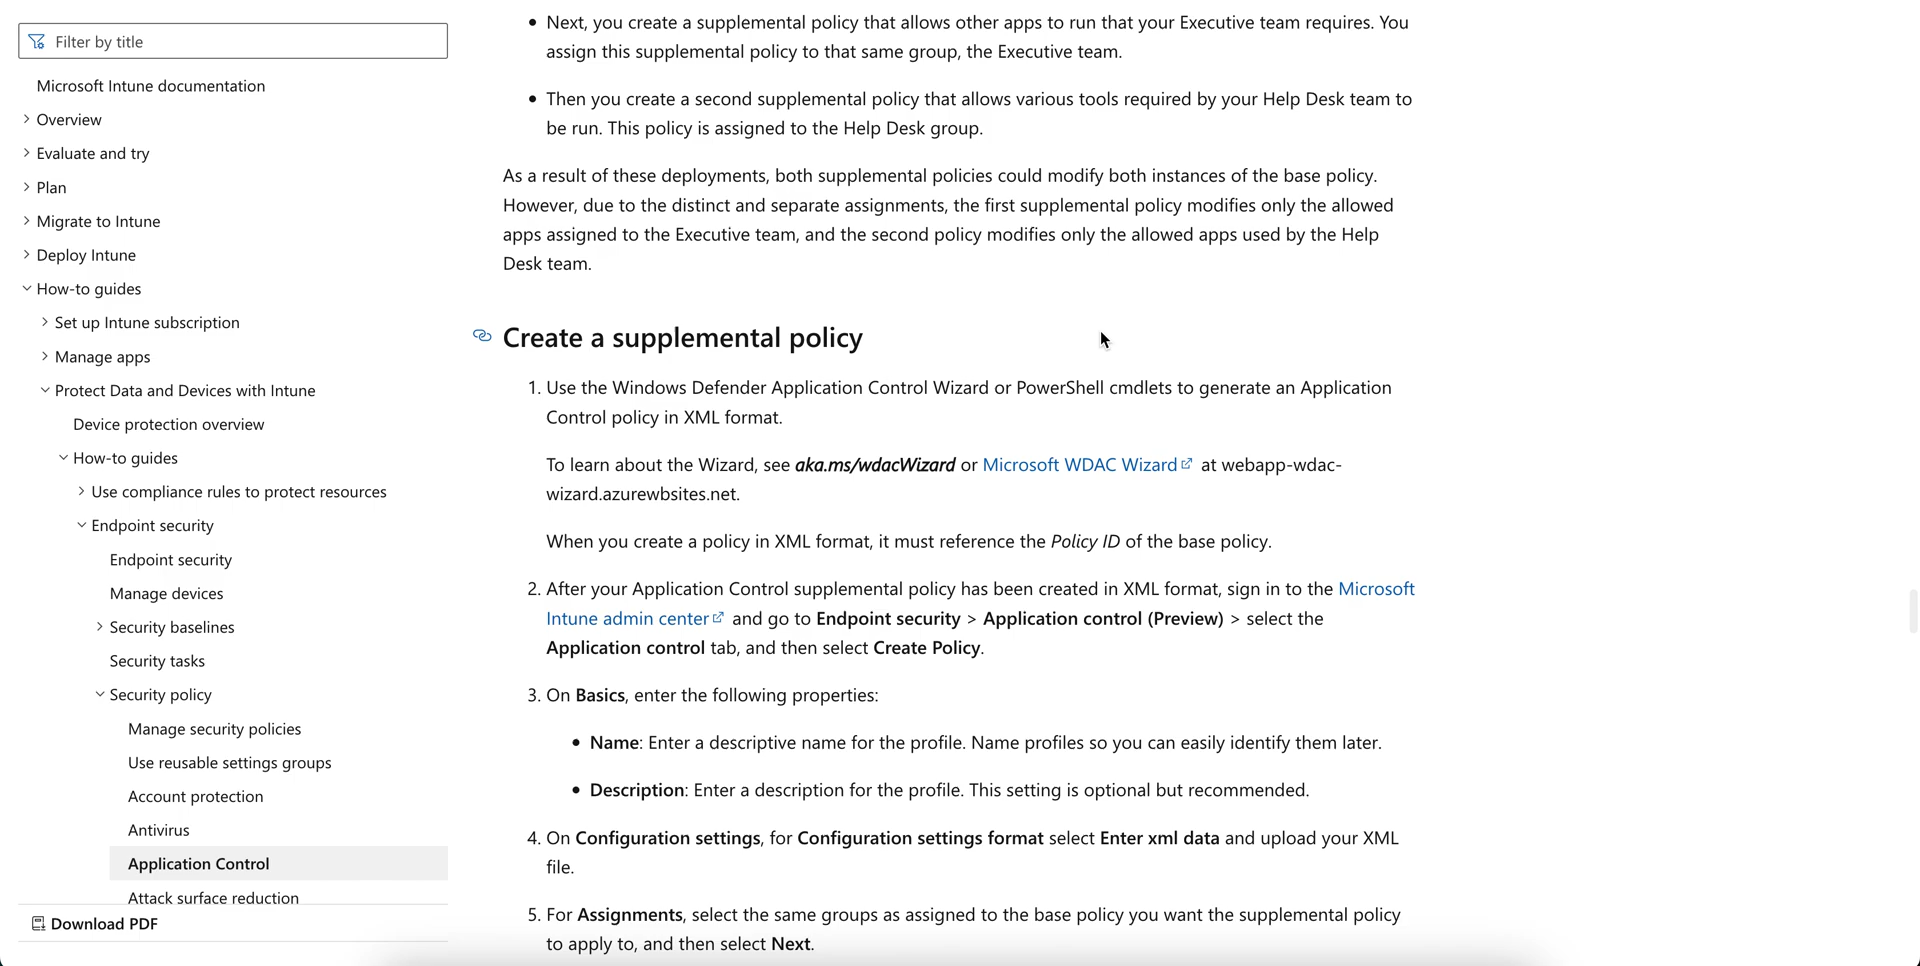 Filter by title
Microsoft Intune documentation
Overview
Evaluate and try
Plan
Migrate to Intune
Deploy Intune
How-to guides
Set up Intune subscription
Manage apps
Protect Data and Devices with Intune
Device protection overview
How-to guides
Use compliance rules to protect resources
Endpoint security
Endpoint security
Manage devices
Security baselines
Security tasks
Security policy
Manage security policies
Use reusable settings groups
Account protection
Antivirus
Application Control
Attack surface reduction
Download PDF
• Next, you create a supplemental policy that allows other apps to run that your Executive team requires. You
assign this supplemental policy to that same group, the Executive team.
• Then you create a second supplemental policy that allows various tools required by your Help Desk team to
be run. This policy is assigned to the Help Desk group.
As a result of these deployments, both supplemental policies could modify both instances of the base policy.
However, due to the distinct and separate assignments, the first supplemental policy modifies only the allowed
apps assigned to the Executive team, and the second policy modifies only the allowed apps used by the Help
Desk team.
Create a supplemental policy
1. Use the Windows Defender Application Control Wizard or PowerShell cmdlets to generate an Application
Control policy in XML format.
To learn about the Wizard, see aka.ms/wdacWizard or Microsoft WDAC Wizard at webapp-wdac-
wizard.azurewbsites.net.
When you create a policy in XML format, it must reference the Policy ID of the base policy.
2. After your Application Control supplemental policy has been created in XML format, sign in to the Microsoft
Intune admin center and go to Endpoint security > Application control (Preview) > select the
Application control tab, and then select Create Policy.
3. On Basics, enter the following properties:
• Name: Enter a descriptive name for the profile. Name profiles so you can easily identify them later.
• Description: Enter a description for the profile. This setting is optional but recommended.
4. On Configuration settings, for Configuration settings format select Enter xml data and upload your XML
file.
5. For Assignments, select the same groups as assigned to the base policy you want the supplemental policy
to apply to, and then select Next.